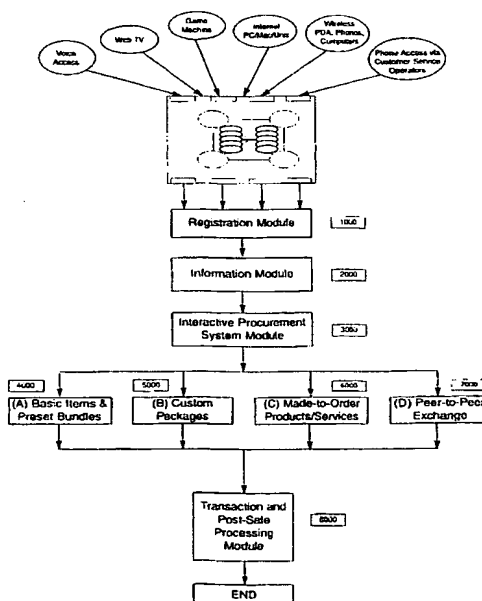 Voice
Access
Web TV
Game
Machine
Internet
PC/Mac/Unix
Wireless
PDA, Phones,
Computers
Phone Access via
Customer Service
Operators
Registration Module
1000
Information Module
2000
Interactive Procurement
System Module
3000
4000
(A) Basic Items &
Preset Bundles
5000
(B) Custom
Packages
6000
(C) Made-to-Order
Products/Services
7000
(D) Peer-to-Peer
Exchange
Transaction and
Post-Sale
Processing
Module
8000
END